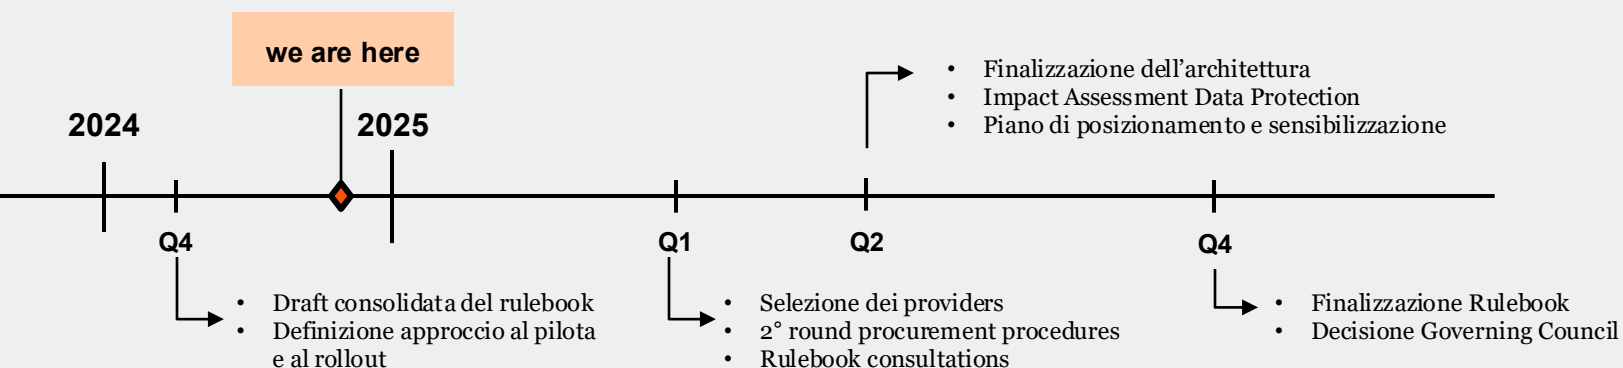 we are here
2024
2025
• Finalizzazione dell’architettura
• Impact Assessment Data Protection
• Piano di posizionamento e sensibilizzazione
Q4
Q1
Q2
Q4
• Draft consolidata del rulebook
• Definizione approccio al pilota
e al rollout
• Selezione dei providers
• 2° round procurement procedures
• Rulebook consultations
• Finalizzazione Rulebook
• Decisione Governing Council